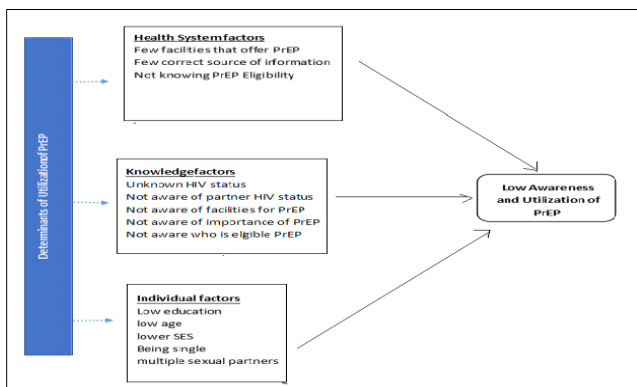 Determinants of Utilization of PrEP
Health System factors
Few facilities that offer PrEP
Few correct source of information
Not knowing PrEP Eligibility
Knowledgefactors
Unknown HIV status
Not aware of partner HIV status
Not aware of facilities for PrEP
Not aware of importance of PrEP
Not aware who is eligible PrEP
Individual factors
Low education
low age
lower SES
Being single
multiple sexual partners
Low Awareness
and Utilization of
PrEP